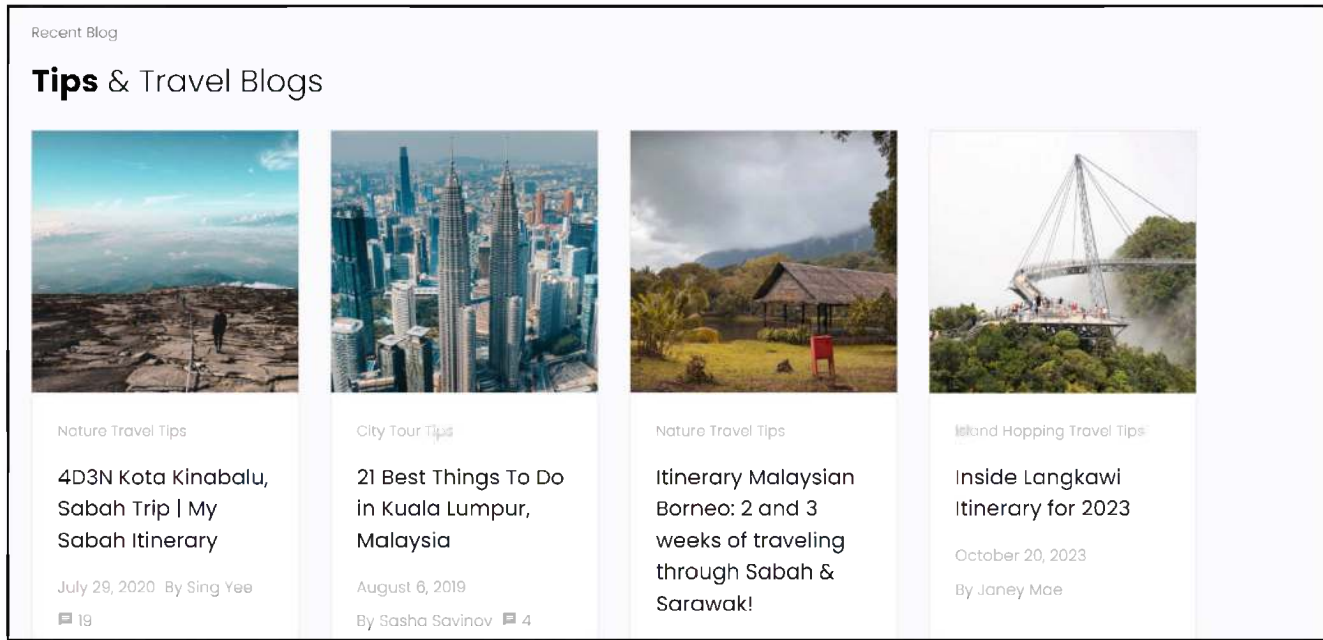 Recent Blog
Tips & Travel Blogs
Nature Travel Tips
4D3N Kota Kinabalu,
Sabah Trip | My
Sabah Itinerary
July 29, 2020 By Sing Yee
19
City Tour Tips
21 Best Things To Do
in Kuala Lumpur,
Malaysia
August 6, 2019
By Sasha Savinov 4
Nature Travel Tips
Itinerary Malaysian
Borneo: 2 and 3
weeks of traveling
through Sabah &
Sarawak!
Island Hopping Travel Tips
Inside Langkawi
Itinerary for 2023
October 20, 2023
By Janey Mae